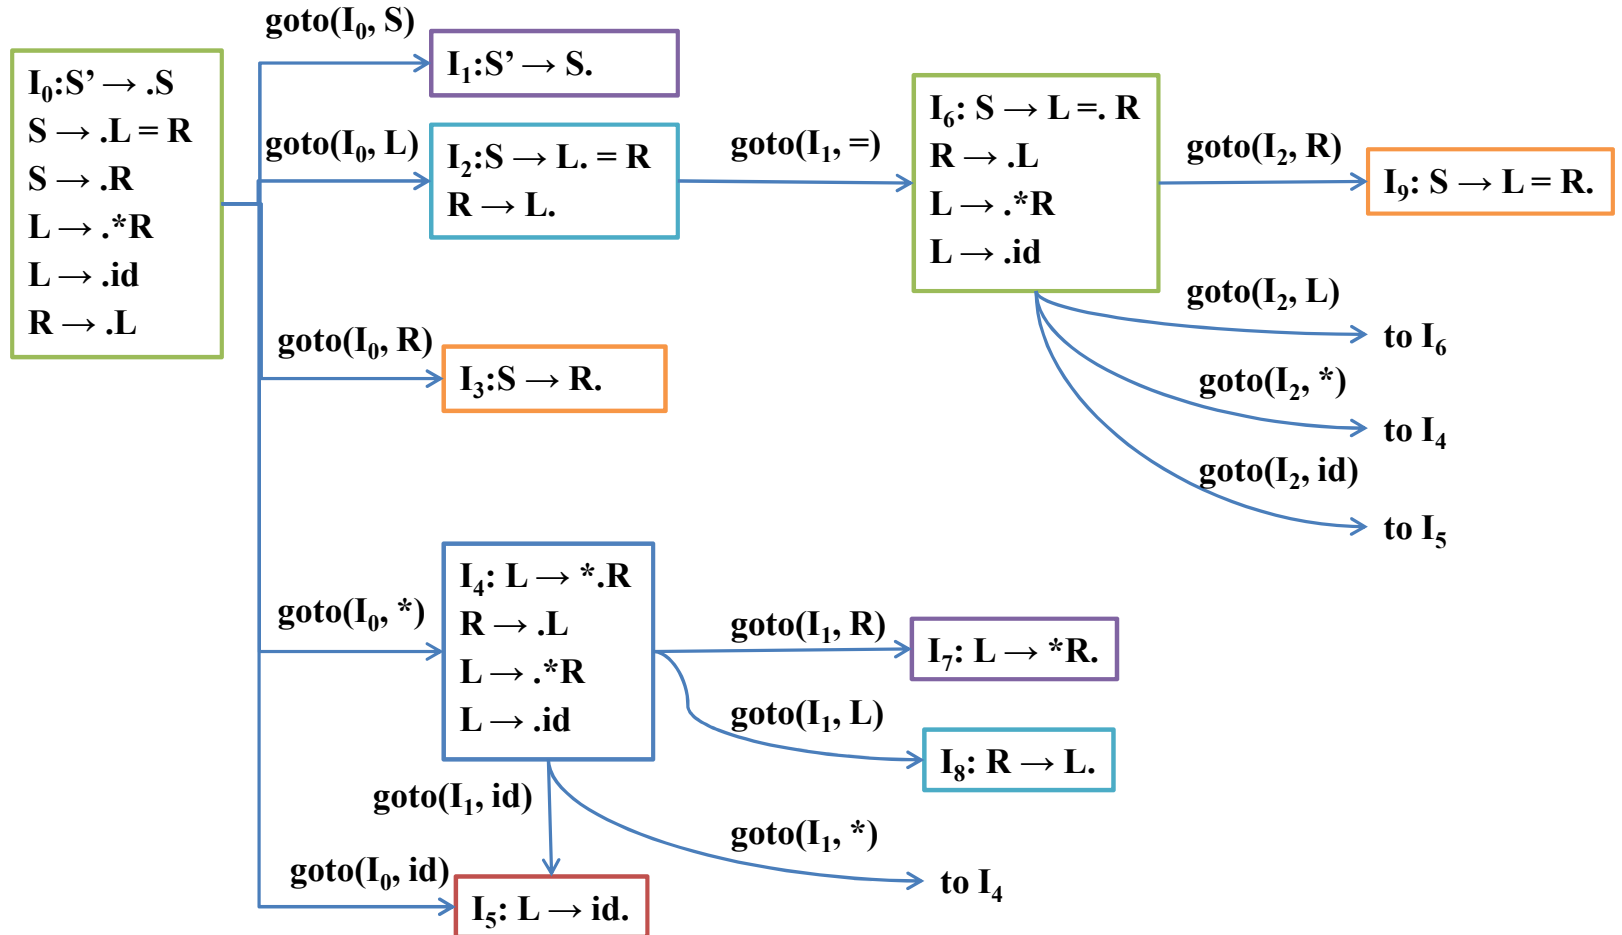 goto(I₀, S)
I₀:S’ → .S
S → .L = R
S → .R
L → .*R
L → .id
R → .L
I₁:S’ → S.
goto(I₀, L)
I₂:S → L. = R
R → L.
goto(I₁, =)
I₆: S → L =. R
R → .L
L → .*R
L → .id
goto(I₂, R)
I₉: S → L = R.
goto(I₂, L)
to I₆
goto(I₂, *)
to I₄
goto(I₂, id)
to I₅
goto(I₀, R)
I₃:S → R.
goto(I₀, *)
I₄: L → *.R
R → .L
L → .*R
L → .id
goto(I₁, R)
I₇: L → *R.
goto(I₁, L)
I₈: R → L.
goto(I₁, id)
goto(I₁, *)
to I₄
goto(I₀, id)
I₅: L → id.